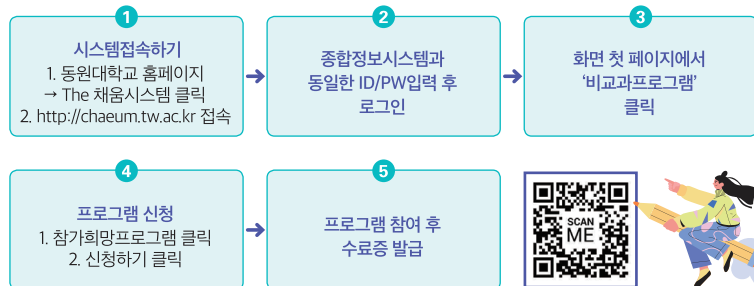 1
시스템접속하기
1. 동원대학교 홈페이지
→ The 채움시스템 클릭
2. http://chaeum.tw.ac.kr 접속
2
종합정보시스템과
동일한 ID/PW입력 후
로그인
3
화면 첫 페이지에서
‘비교과프로그램’
클릭
4
프로그램 신청
1. 참가희망프로그램 클릭
2. 신청하기 클릭
5
프로그램 참여 후
수료증 발급
SCAN
ME